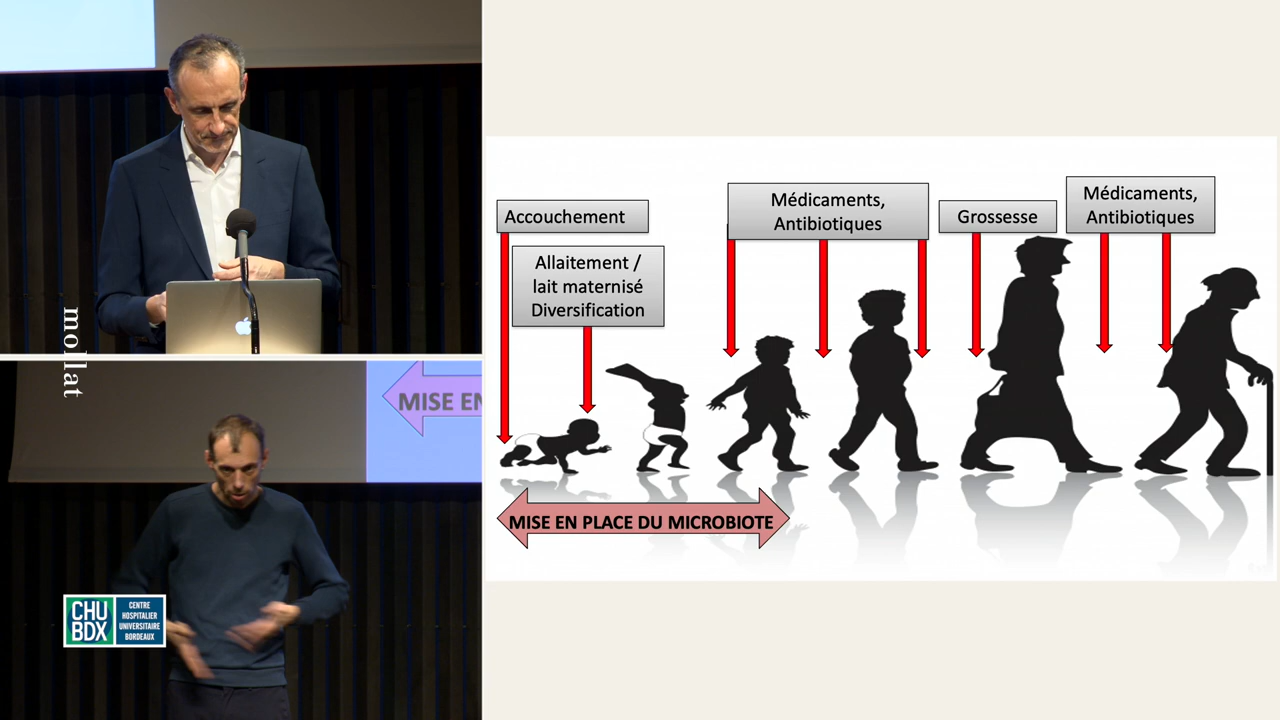 mollat
MISE EN
CHU
BDX
CENTRE
HOSPITALIER
UNIVERSITAIRE
BORDEAUX
Accouchement
Allaitement /
lait maternisé
Diversification
Médicaments,
Antibiotiques
Grossesse
Médicaments,
Antibiotiques
MISE EN PLACE DU MICROBIOTE